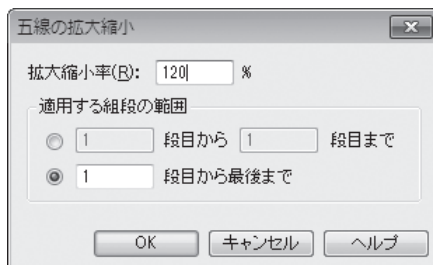 五線の拡大縮小
拡大縮小率(R): 120 %
適用する組段の範囲
1 段目から 1 段目まで
1 段目から最後まで
OK キャンセル ヘルプ